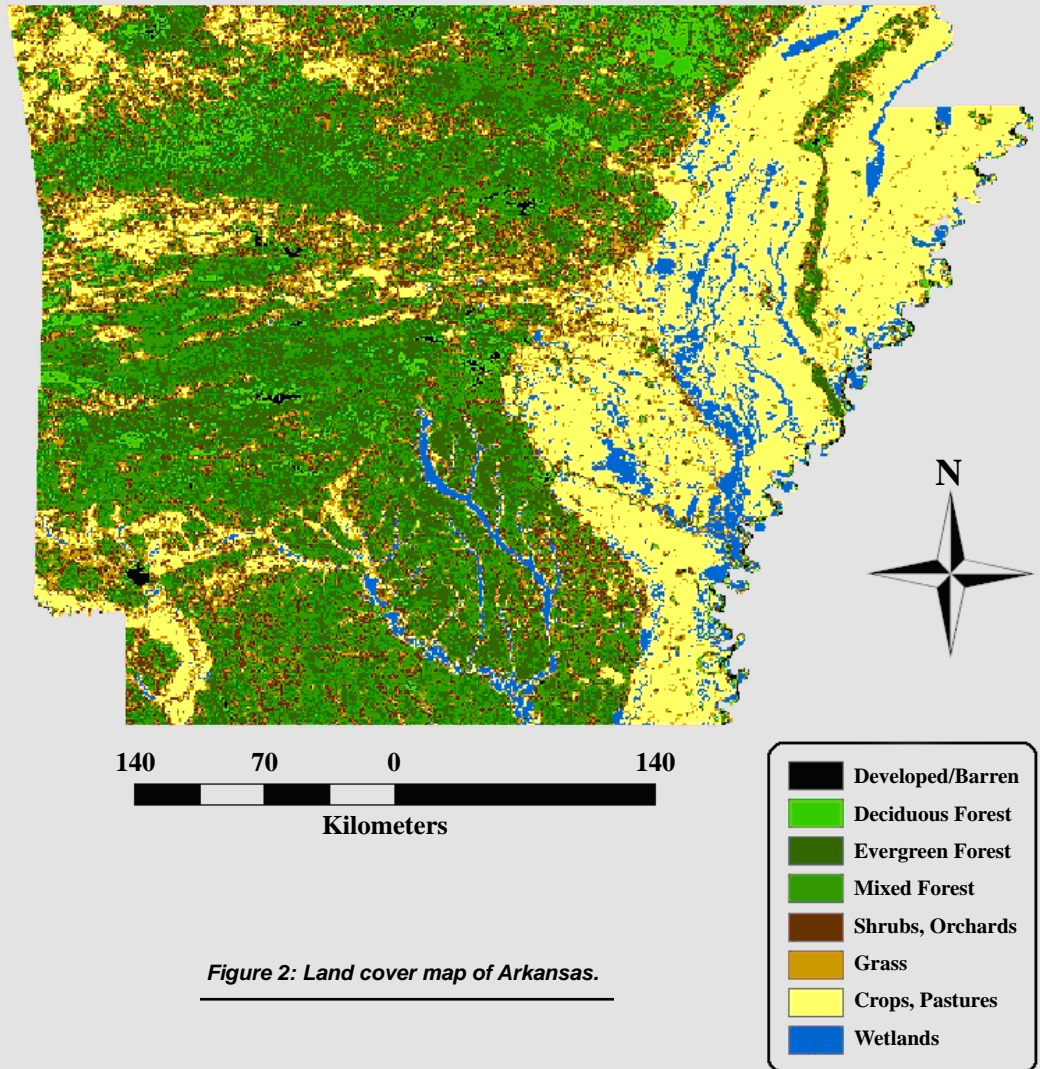 N
140 70 0 140
Kilometers
Developed/Barren
Deciduous Forest
Evergreen Forest
Mixed Forest
Shrubs, Orchards
Grass
Crops, Pastures
Wetlands
Figure 2: Land cover map of Arkansas.